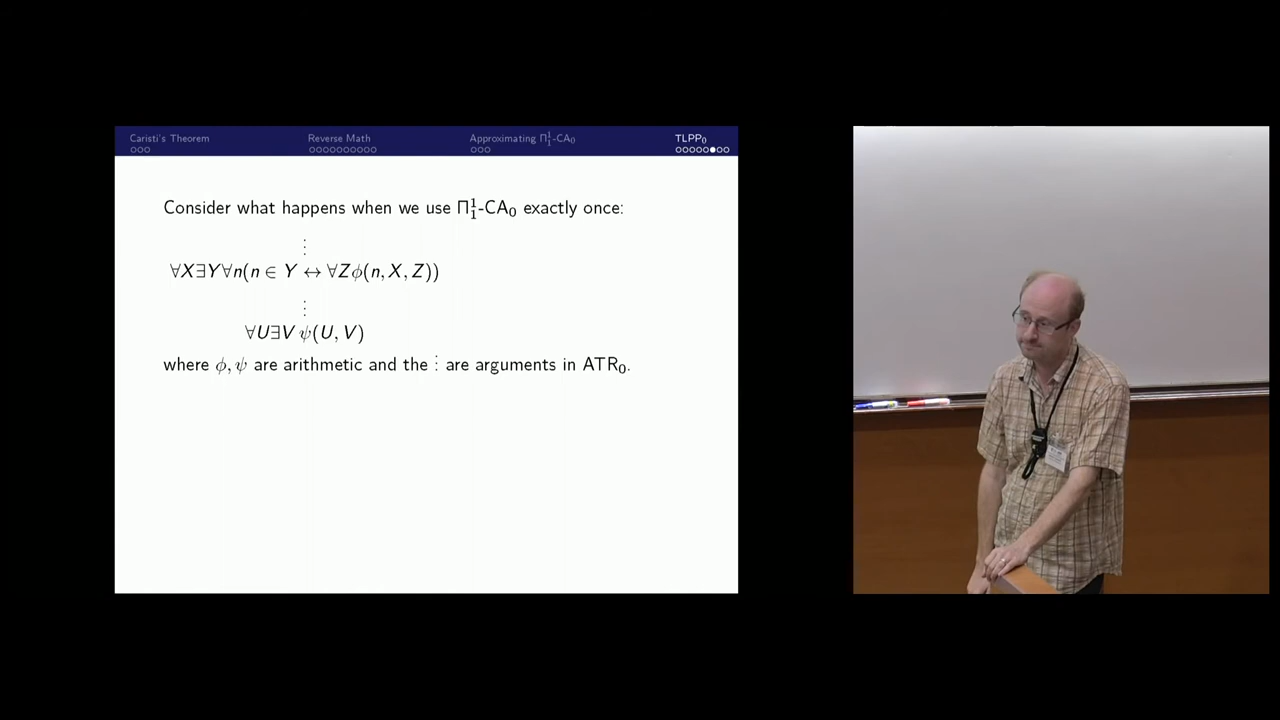 Caristi's Theorem Reverse Math Approximating Π¹₁-CA₀ TLPP₀
Consider what happens when we use Π¹₁-CA₀ exactly once:
⋮
∀X∃Y∀n(n ∈ Y ↔ ∀Zϕ(n, X, Z))
⋮
∀U∃V ψ(U, V)
where ϕ, ψ are arithmetic and the ⋮ are arguments in ATR₀.